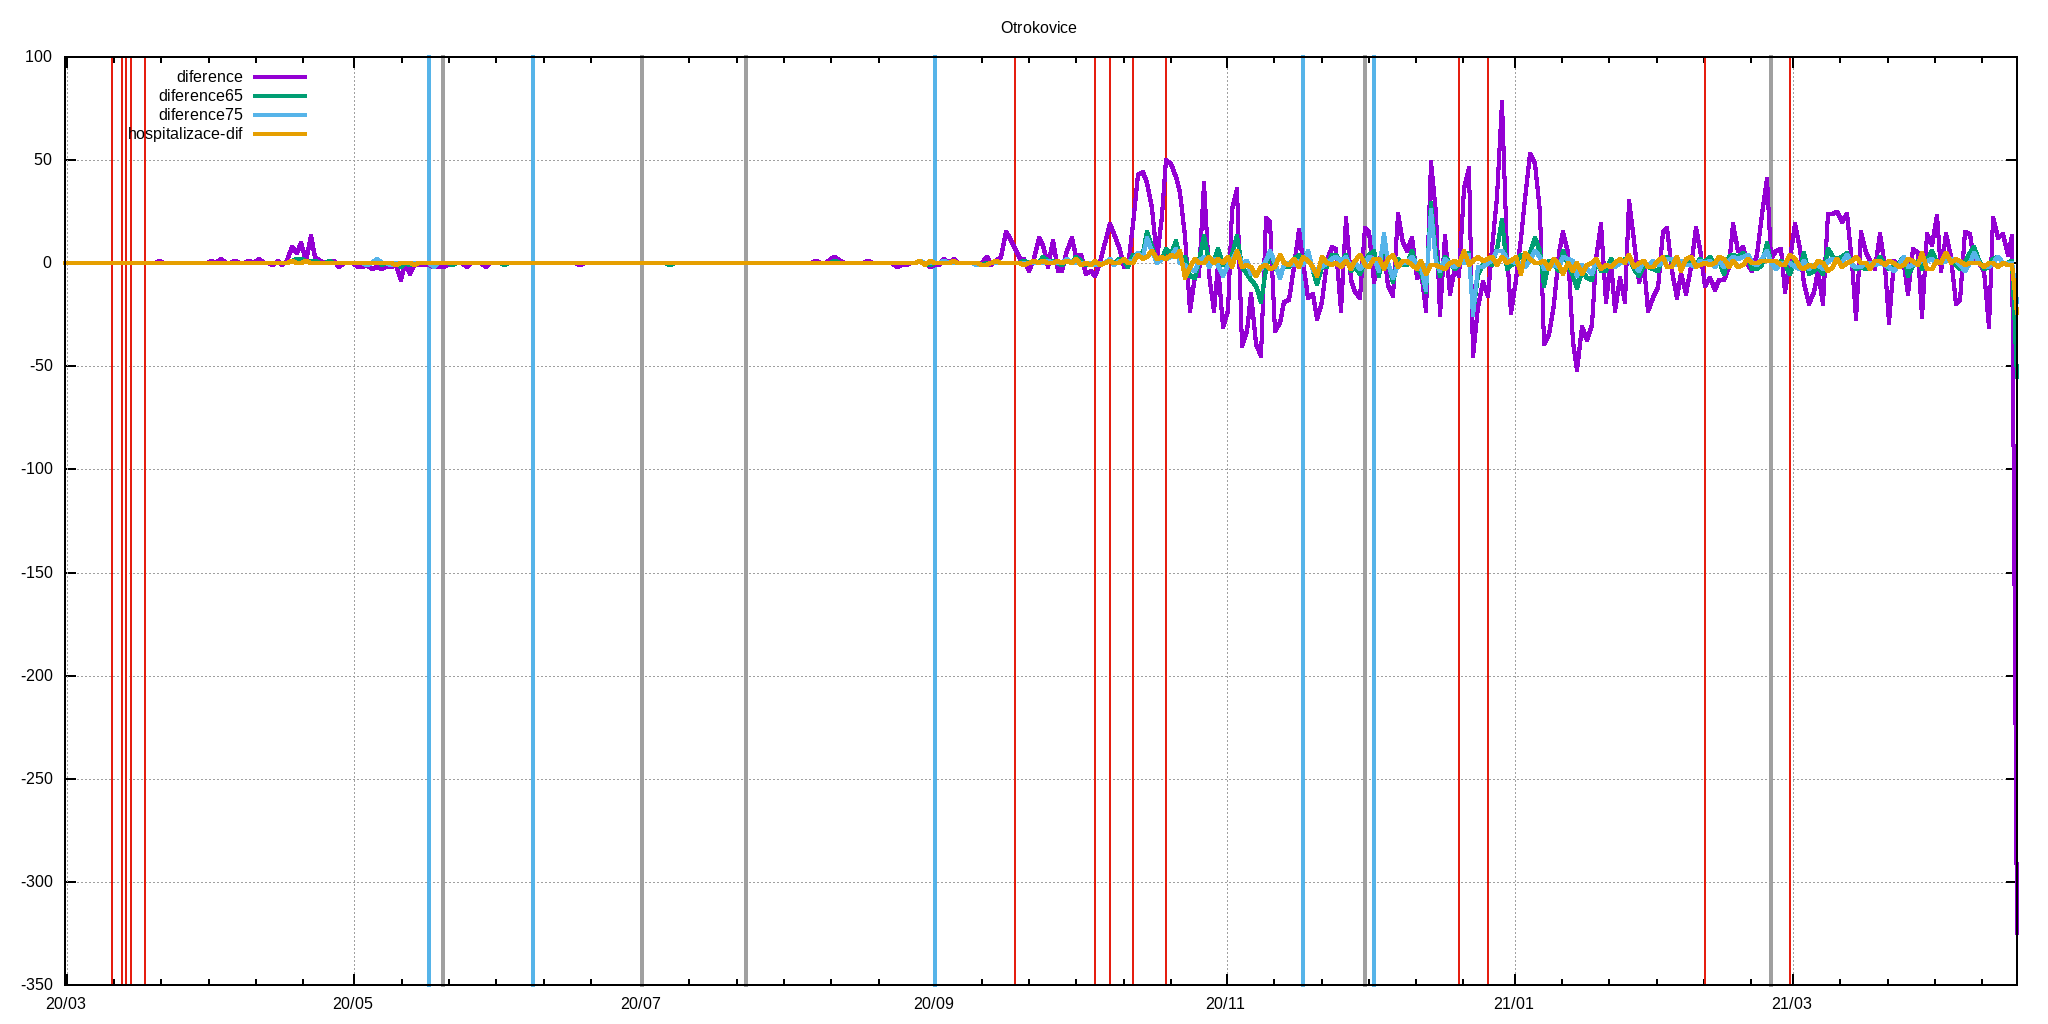 Otrokovice
100
diference
diference65
diference75
hospitalizace-dif
50
0
-50
-100
-150
-200
-250
-300
-350
20/03 20/05 20/07 20/09 20/11 21/01 21/03